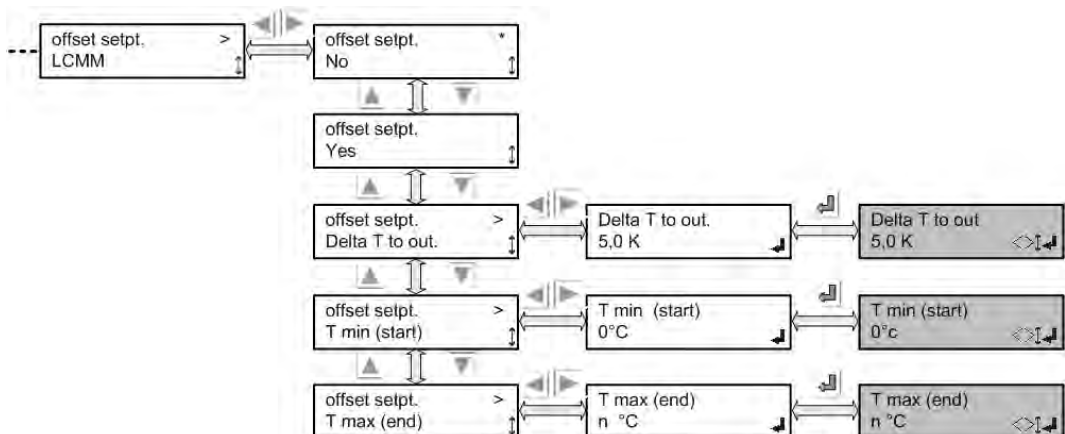 offset setpt. >
LCMM
offset setpt. *
No
offset setpt.
Yes
offset setpt. >
Delta T to out.
Delta T to out.
5,0 K
Delta T to out
5,0 K
offset setpt. >
T min (start)
T min (start)
0°C
T min (start)
0°c
offset setpt. >
T max (end)
T max (end)
n °C
T max (end)
n °C